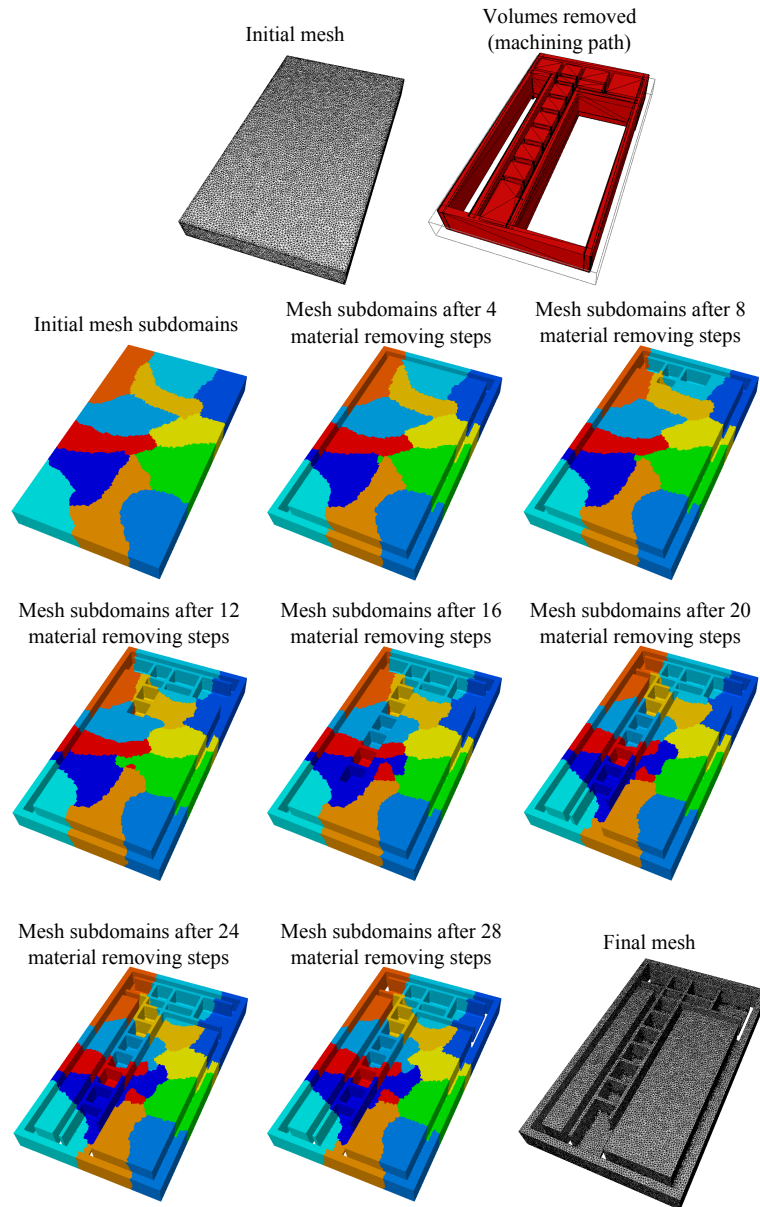 Initial mesh
Volumes removed
(machining path)
Initial mesh subdomains
Mesh subdomains after 4
material removing steps
Mesh subdomains after 8
material removing steps
Mesh subdomains after 12
material removing steps
Mesh subdomains after 16
material removing steps
Mesh subdomains after 20
material removing steps
Mesh subdomains after 24
material removing steps
Mesh subdomains after 28
material removing steps
Final mesh